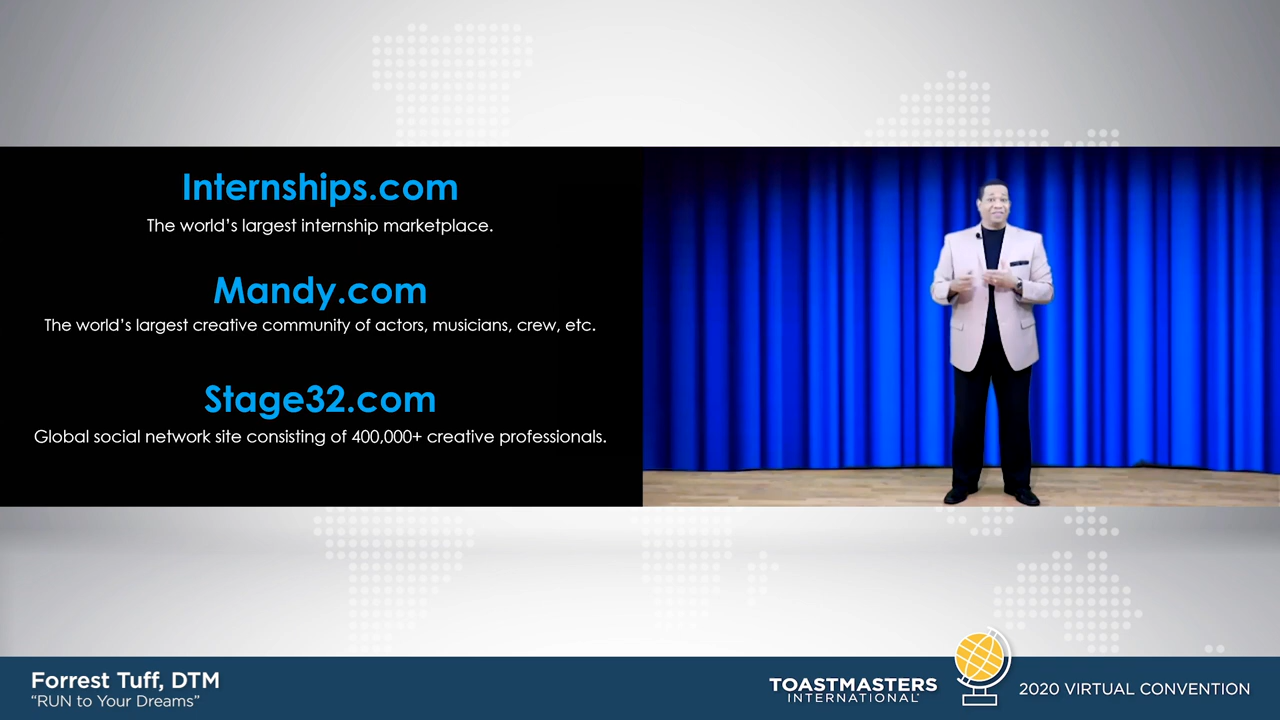 Internships.com
The world's largest internship marketplace.
Mandy.com
The world's largest creative community of actors, musicians, crew, etc.
Stage32.com
Global social network site consisting of 400,000+ creative professionals.
Forrest Tuff, DTM
“RUN to Your Dreams”
TOASTMASTERS
INTERNATIONAL
2020 VIRTUAL CONVENTION